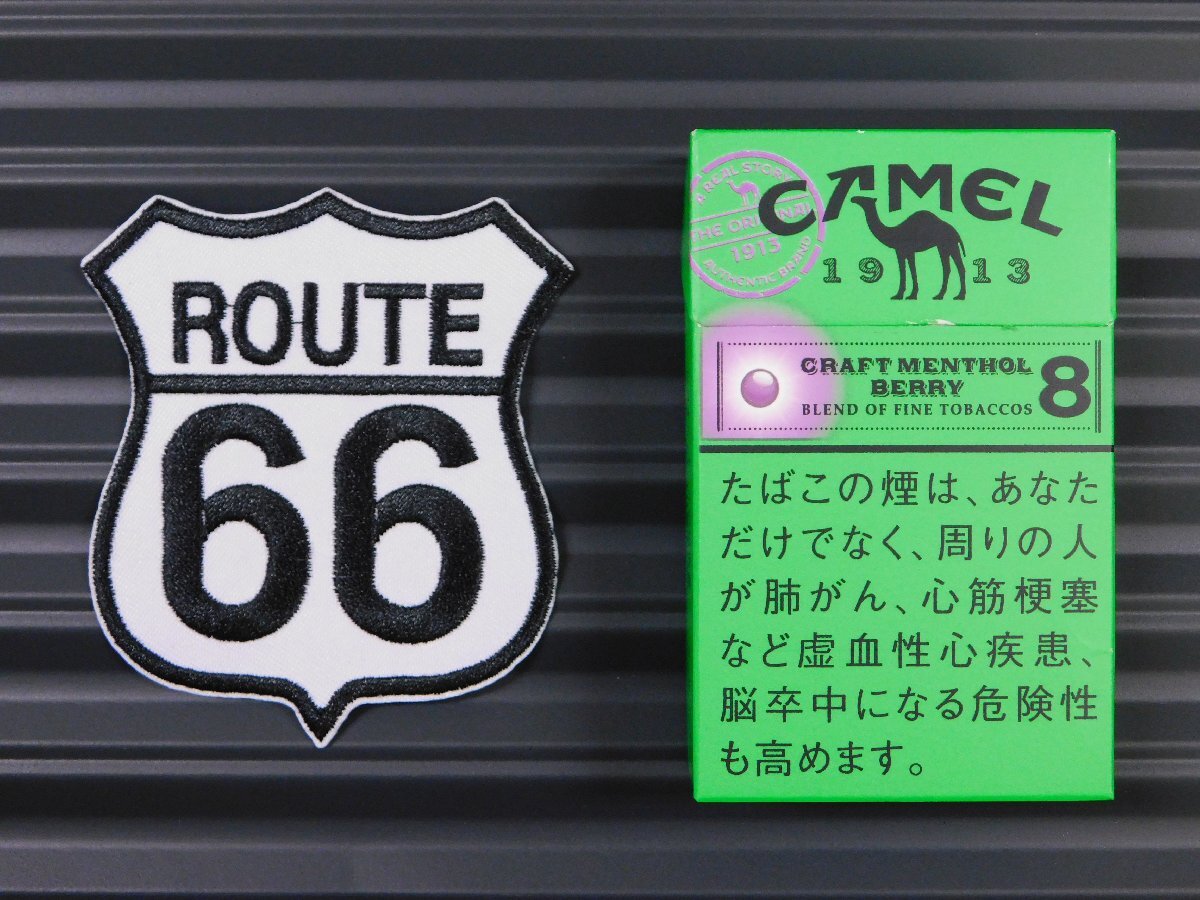 ROUTE
66
A REAL STORY
THE ORIGINAL
1913
AUTHENTIC BRAND
CAMEL
1913
CRAFT MENTHOL
BERRY
BLEND OF FINE TOBACCOS
8
たばこの煙は、あなた
だけでなく、周りの人
が肺がん、心筋梗塞
など虚血性心疾患、
脳卒中になる危険性
も高めます。